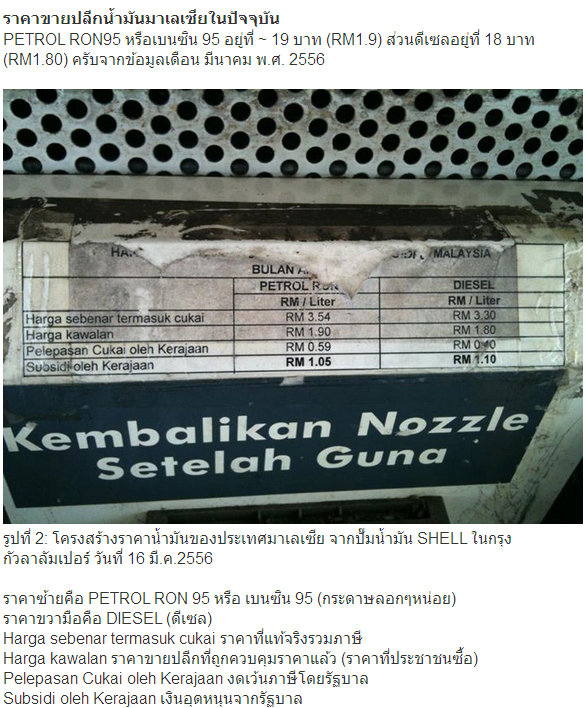 ราคาขายปลีกน้ำมันมาเลเซียในปัจจุบัน
PETROL RON95 หรือเบนซิน 95 อยู่ที่ ~ 19 บาท (RM1.9) ส่วนดีเซลอยู่ที่ 18 บาท
(RM1.80) ครับจากข้อมูลเดือน มีนาคม พ.ศ. 2556
MALAYSIA
BULAN
PETROL RON DIESEL
RM / Liter RM / Liter
Harga sebenar termasuk cukai RM 3.54 RM 3.30
Harga kawalan RM 1.90 RM 1.80
Pelepasan Cukai oleh Kerajaan RM 0.59 RM
Subsidi oleh Kerajaan RM 1.05 RM 1.10
Kembalikan Nozzle
Setelah Guna
รูปที่ 2: โครงสร้างราคาน้ำมันของประเทศมาเลเซีย จากปั๊มน้ำมัน SHELL ในกรุง
กัวลาลัมเปอร์ วันที่ 16 มี.ค.2556
ราคาซ้ายคือ PETROL RON 95 หรือ เบนซิน 95 (กระดาษลอกๆหน่อย)
ราคาขวามือคือ DIESEL (ดีเซล)
Harga sebenar termasuk cukai ราคาที่แท้จริงรวมภาษี
Harga kawalan ราคาขายปลีกที่ถูกควบคุมราคาแล้ว (ราคาที่ประชาชนซื้อ)
Pelepasan Cukai oleh Kerajaan งดเว้นภาษีโดยรัฐบาล
Subsidi oleh Kerajaan เงินอุดหนุนจากรัฐบาล